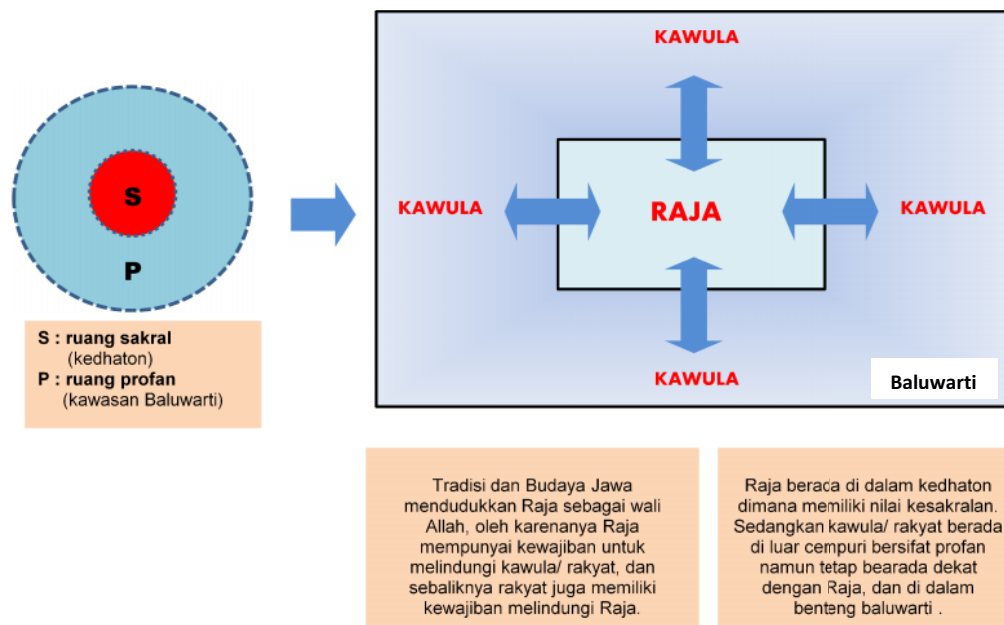 S
P
S : ruang sakral
(kedhaton)
P : ruang profan
(kawasan Baluwarti)
KAWULA
KAWULA
RAJA
KAWULA
KAWULA
Baluwarti
Tradisi dan Budaya Jawa
mendudukkan Raja sebagai wali
Allah, oleh karenanya Raja
mempunyai kewajiban untuk
melindungi kawula/ rakyat, dan
sebaliknya rakyat juga memiliki
kewajiban melindungi Raja.
Raja beraca di dalam kedhaton
dimana memiliki nilai kesakralan.
Sedangkan kawula/ rakyat berada
di luar cempuri bersifat profan
namun tetap bearada dekat
dengan Raja, dan di dalam
benteng baluwarti .